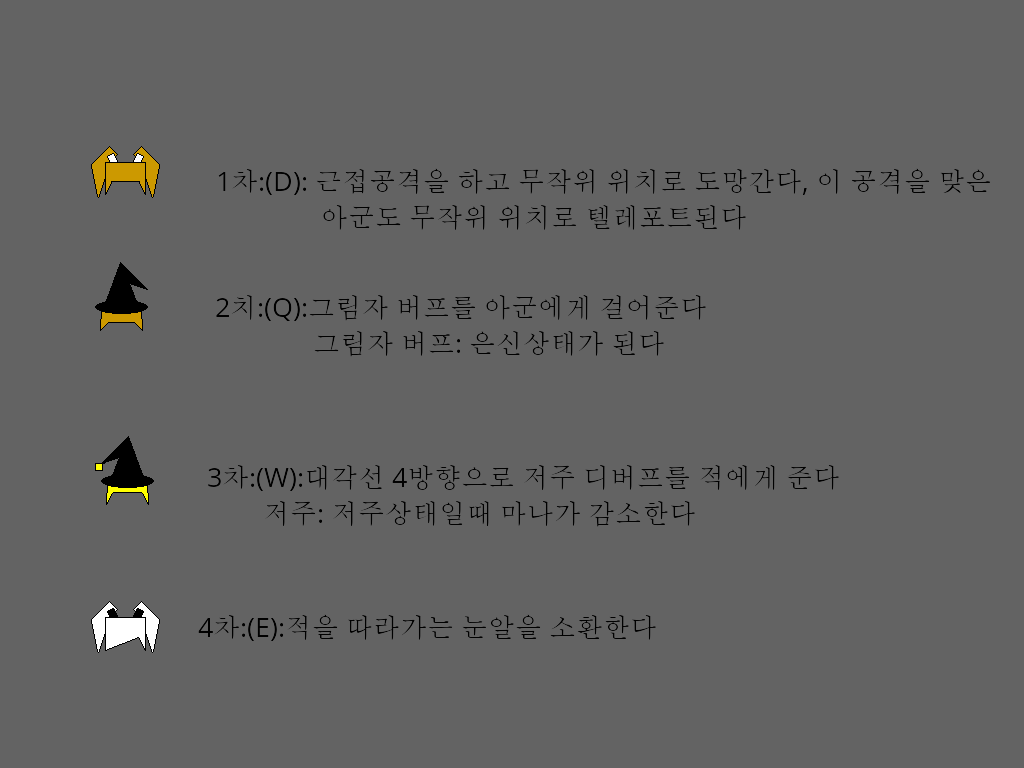 1차:(D): 근접공격을 하고 무작위 위치로 도망간다, 이 공격을 맞은
아군도 무작위 위치로 텔레포트된다
2치:(Q):그림자 버프를 아군에게 걸어준다
그림자 버프: 은신상태가 된다
3차:(W):대각선 4방향으로 저주 디버프를 적에게 준다
저주: 저주상태일때 마나가 감소한다
4차:(E):적을 따라가는 눈알을 소환한다